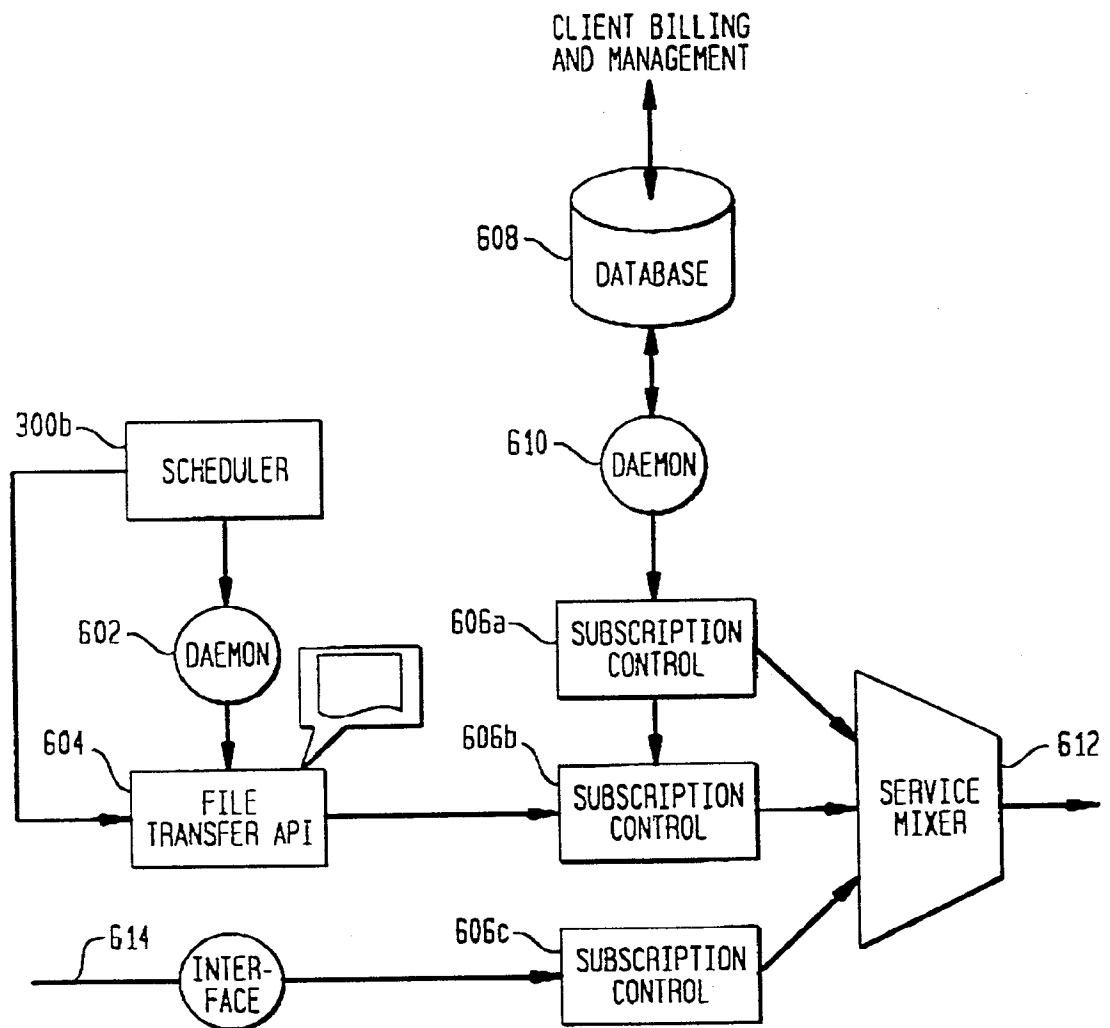 CLIENT BILLING
AND MANAGEMENT
608
DATABASE
300b
SCHEDULER
610
DAEMON
602
DAEMON
606a
SUBSCRIPTION
CONTROL
604
FILE
TRANSFER API
606b
SUBSCRIPTION
CONTROL
612
SERVICE
MIXER
614
INTER-
FACE
606c
SUBSCRIPTION
CONTROL